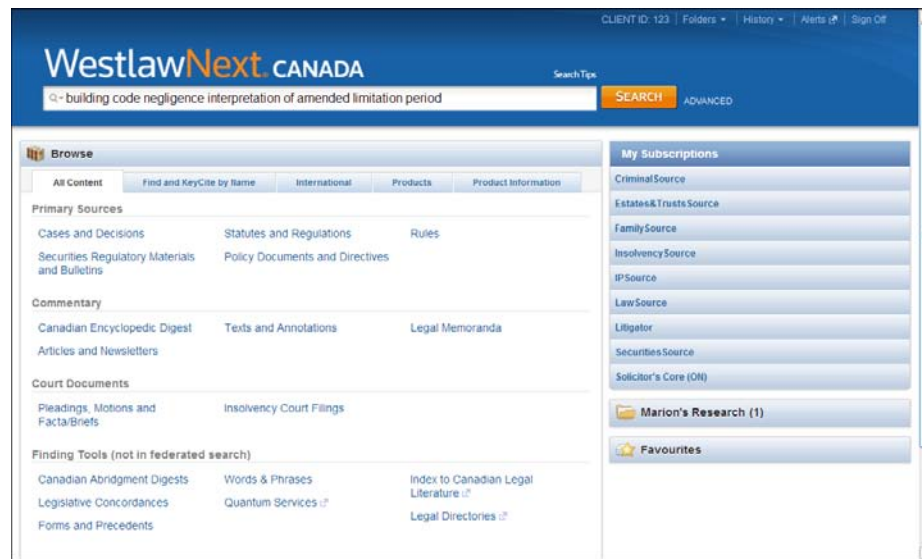 CLIENT ID: 123 | Folders | History | Alerts | Sign Off
WestlawNext. CANADA
Search Tips
building code negligence interpretation of amended limitation period
SEARCH
ADVANCED
Browse
All Content
Find and KeyCite by Name
International
Products
Product Information
Primary Sources
Cases and Decisions
Statutes and Regulations
Rules
Securities Regulatory Materials
and Bulletins
Policy Documents and Directives
Commentary
Canadian Encyclopedic Digest
Texts and Annotations
Legal Memoranda
Articles and Newsletters
Court Documents
Pleadings, Motions and
Facta/Briefs
Insolvency Court Filings
Finding Tools (not in federated search)
Canadian Abridgment Digests
Words & Phrases
Index to Canadian Legal
Literature
Legislative Concordances
Quantum Services
Legal Directories
Forms and Precedents
My Subscriptions
CriminalSource
Estates&TrustsSource
FamilySource
InsolvencySource
IPSource
LawSource
Litigator
SecuritiesSource
Solicitor's Core (ON)
Marion's Research (1)
Favourites